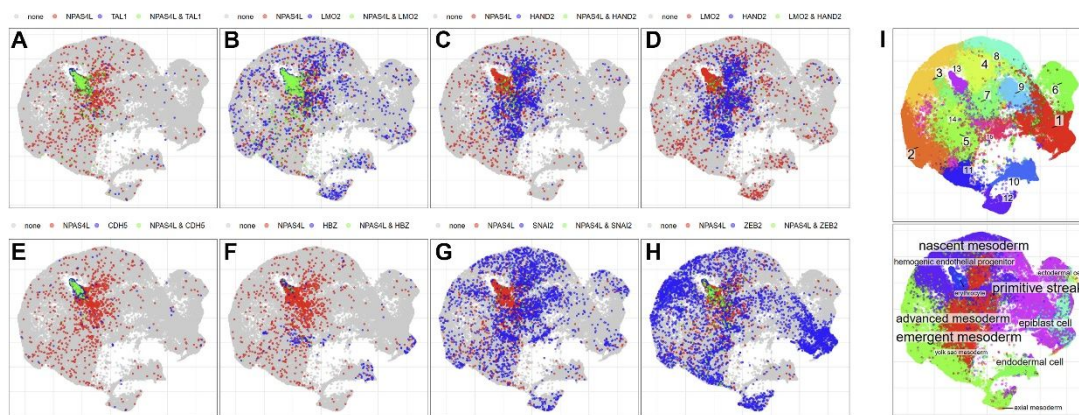 none NPAS4L TAL1 NPAS4L & TAL1
none NPAS4L LMO2 NPAS4L & LMO2
none NPAS4L HAND2 NPAS4L & HAND2
none LMO2 HAND2 LMO2 & HAND2
A
B
C
D
none NPAS4L CDH5 NPAS4L & CDH5
none NPAS4L HBZ NPAS4L & HBZ
none NPAS4L SNAI2 NPAS4L & SNAI2
none NPAS4L ZEB2 NPAS4L & ZEB2
E
F
G
H
I
8
4
13
3
6
7
9
14
1
5
2
11
10
12
nascent mesoderm
hemogenic endothelial progenitor
primitive streak
erythrocyte
advanced mesoderm
epiblast cell
emergent mesoderm
yolk sac mesoderm
endodermal cell
axial mesoderm